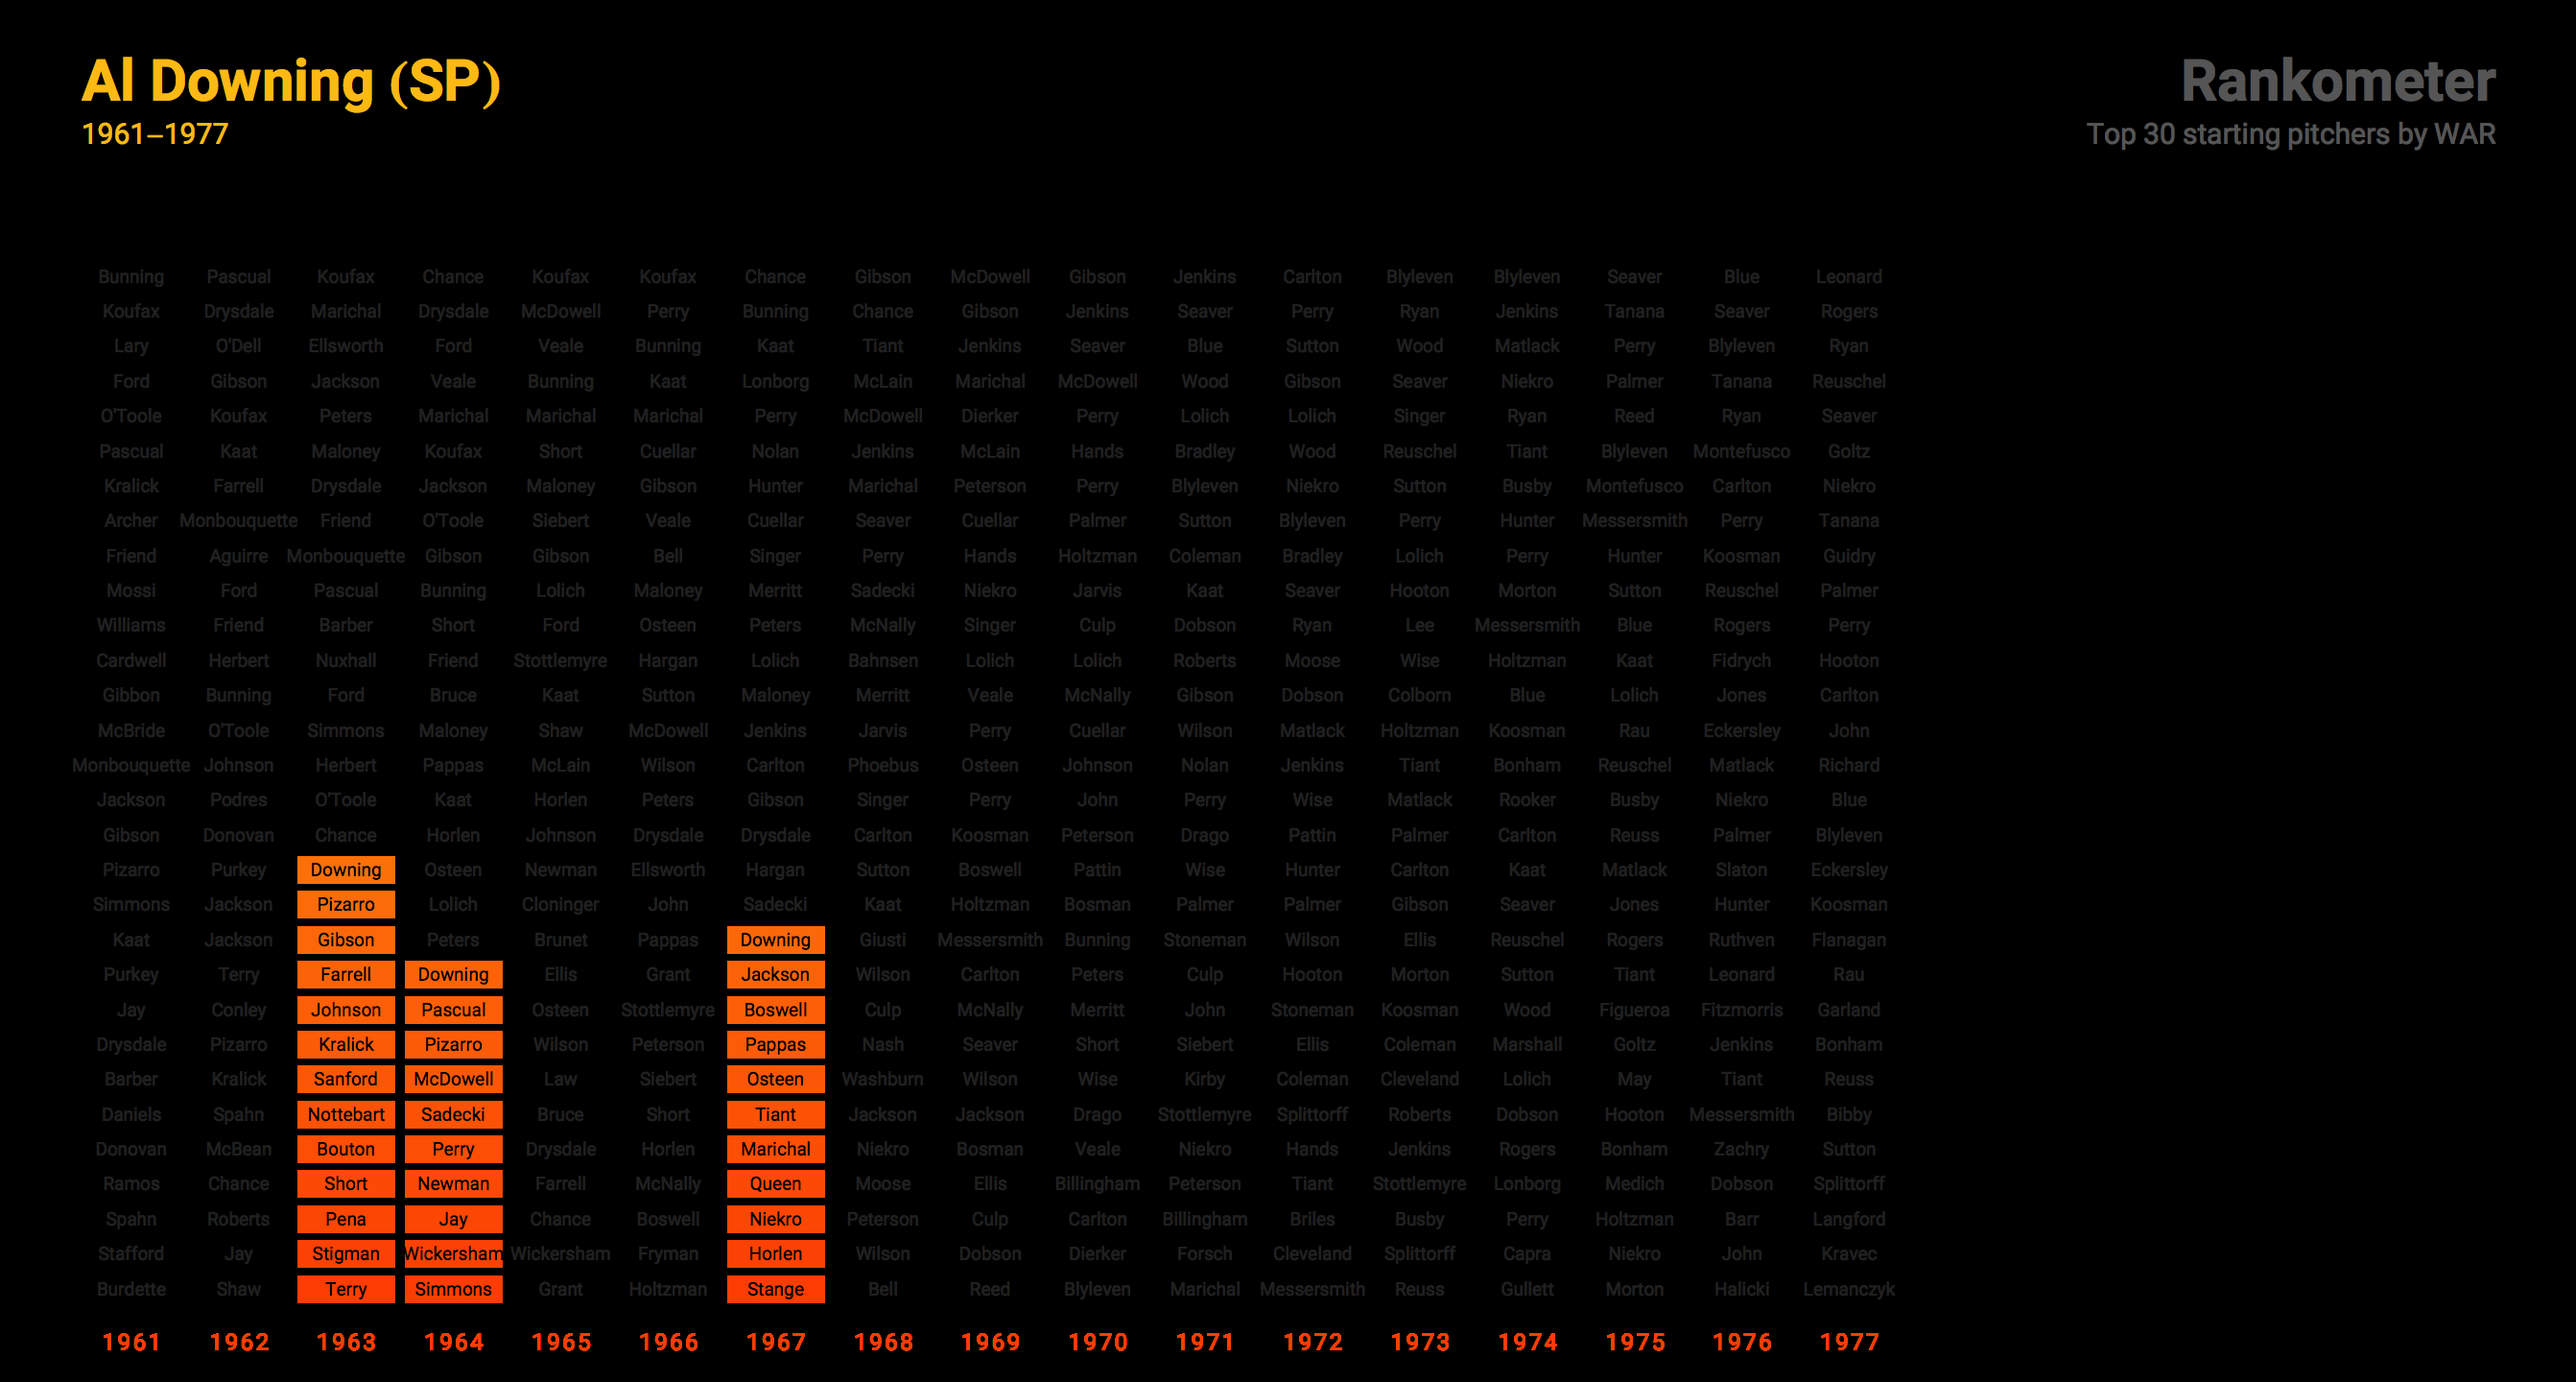 Al Downing (SP)
1961–1977
Rankometer
Top 30 starting pitchers by WAR
Bunning Pascual Koufax Chance Koufax Koufax Chance Gibson McDowell Gibson Jenkins Carlton Blyleven Blyleven Seaver Blue Leonard
Koufax Drysdale Marichal Drysdale McDowell Perry Bunning Chance Gibson Jenkins Seaver Perry Ryan Jenkins Tanana Seaver Rogers
Lary O'Dell Ellsworth Ford Veale Bunning Kaat Tiant Jenkins Seaver Blue Sutton Wood Matlack Perry Blyleven Ryan
Ford Gibson Jackson Veale Bunning Kaat Lonborg McLain Marichal McDowell Wood Gibson Seaver Niekro Palmer Tanana Reuschel
O'Toole Koufax Peters Marichal Marichal Marichal Perry McDowell Dierker Perry Lolich Lolich Singer Ryan Reed Ryan Seaver
Pascual Kaat Maloney Koufax Short Cuellar Nolan Jenkins McLain Hands Bradley Wood Reuschel Tiant Blyleven Montefusco Goltz
Kralick Farrell Drysdale Jackson Maloney Gibson Hunter Marichal Peterson Perry Blyleven Niekro Sutton Busby Montefusco Carlton Niekro
Archer Monbouquette Friend O'Toole Siebert Veale Cuellar Seaver Cuellar Palmer Sutton Blyleven Perry Hunter Messersmith Perry Tanana
Friend Aguirre Monbouquette Gibson Gibson Bell Singer Perry Hands Holtzman Coleman Bradley Lolich Perry Hunter Koosman Guidry
Mossi Ford Pascual Bunning Lolich Maloney Merritt Sadecki Niekro Jarvis Kaat Seaver Hooton Morton Sutton Reuschel Palmer
Williams Friend Barber Short Ford Osteen Peters McNally Singer Culp Dobson Ryan Lee Messersmith Blue Rogers Perry
Cardwell Herbert Nuxhall Friend Stottlemyre Hargan Lolich Bahnsen Lolich Lolich Roberts Moose Wise Holtzman Kaat Fidrych Hooton
Gibbon Bunning Ford Bruce Kaat Sutton Maloney Merritt Veale McNally Gibson Dobson Colborn Blue Lolich Jones Carlton
McBride O'Toole Simmons Maloney Shaw McDowell Jenkins Jarvis Perry Cuellar Wilson Matlack Holtzman Koosman Rau Eckersley John
Monbouquette Johnson Herbert Pappas McLain Wilson Carlton Phoebus Osteen Johnson Nolan Jenkins Tiant Bonham Reuschel Matlack Richard
Jackson Podres O'Toole Kaat Horlen Peters Gibson Singer Perry John Perry Wise Matlack Rooker Busby Niekro Blue
Gibson Donovan Chance Horlen Johnson Drysdale Drysdale Carlton Koosman Peterson Drago Pattin Palmer Carlton Reuss Palmer Blyleven
Pizarro Purkey Downing Osteen Newman Ellsworth Hargan Sutton Boswell Pattin Wise Hunter Carlton Kaat Matlack Slaton Eckersley
Simmons Jackson Pizarro Lolich Cloninger John Sadecki Kaat Holtzman Bosman Palmer Palmer Gibson Seaver Jones Hunter Koosman
Kaat Jackson Gibson Peters Brunet Pappas Downing Giusti Messersmith Bunning Stoneman Wilson Ellis Reuschel Rogers Ruthven Flanagan
Purkey Terry Farrell Downing Ellis Grant Jackson Wilson Carlton Peters Culp Hooton Morton Sutton Tiant Leonard Rau
Jay Conley Johnson Pascual Osteen Stottlemyre Boswell Culp McNally Merritt John Stoneman Koosman Wood Figueroa Fitzmorris Garland
Drysdale Pizarro Kralick Pizarro Wilson Peterson Pappas Nash Seaver Short Siebert Ellis Coleman Marshall Goltz Jenkins Bonham
Barber Kralick Sanford McDowell Law Siebert Osteen Washburn Wilson Wise Kirby Coleman Cleveland Lolich May Tiant Reuss
Daniels Spahn Nottebart Sadecki Bruce Short Tiant Jackson Jackson Drago Stottlemyre Splittorff Roberts Dobson Hooton Messersmith Bibby
Donovan McBean Bouton Perry Drysdale Horlen Marichal Niekro Bosman Veale Niekro Hands Jenkins Rogers Bonham Zachry Sutton
Ramos Chance Short Newman Farrell McNally Queen Moose Ellis Billingham Peterson Tiant Stottlemyre Lonborg Medich Dobson Splittorff
Spahn Roberts Pena Jay Chance Boswell Niekro Peterson Culp Carlton Billingham Briles Busby Perry Holtzman Barr Langford
Stafford Jay Stigman Wickersham Wickersham Fryman Horlen Wilson Dobson Dierker Forsch Cleveland Splittorff Capra Niekro John Kravec
Burdette Shaw Terry Simmons Grant Holtzman Stange Bell Reed Blyleven Marichal Messersmith Reuss Gullett Morton Halicki Lemanczyk
1961 1962 1963 1964 1965 1966 1967 1968 1969 1970 1971 1972 1973 1974 1975 1976 1977